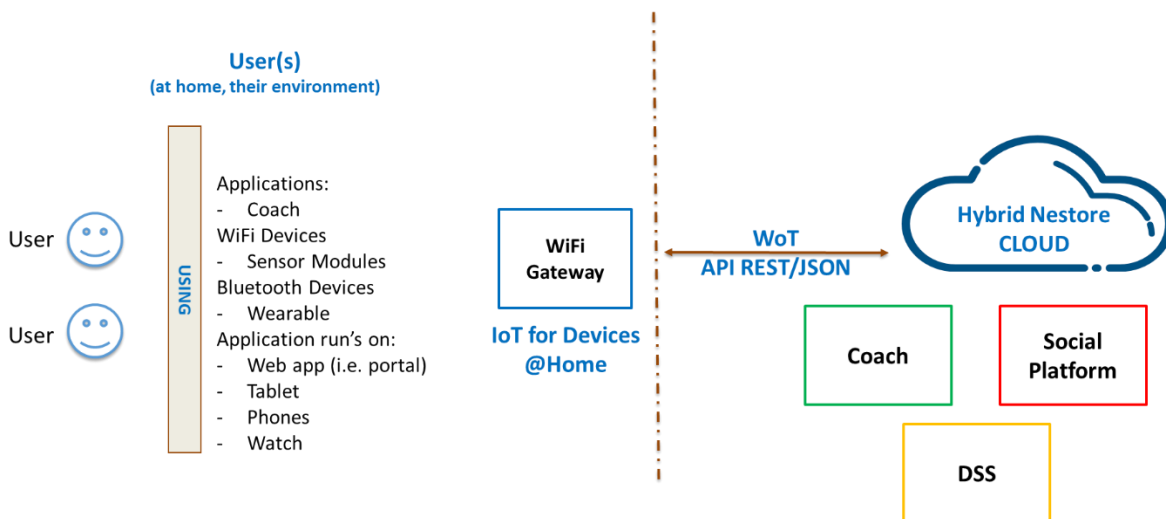 User(s)
(at home, their environment)
User
User
USING
Applications:
- Coach
WiFi Devices
- Sensor Modules
Bluetooth Devices
- Wearable
Application run's on:
- Web app (i.e. portal)
- Tablet
- Phones
- Watch
WiFi
Gateway
IoT for Devices
@Home
WoT
API REST/JSON
Hybrid Nestore
CLOUD
Coach
Social
Platform
DSS